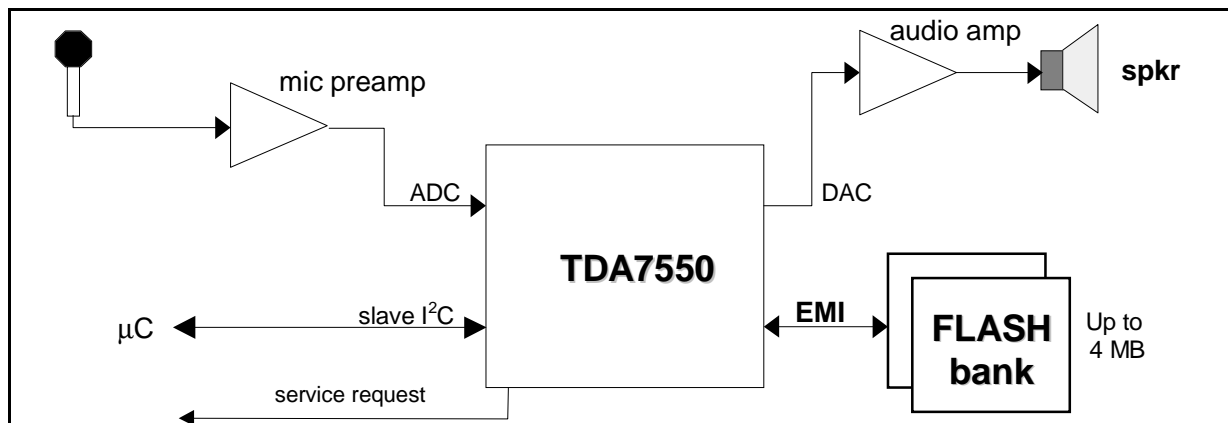 audio amp
spkr
mic preamp
ADC
DAC
TDA7550
μC
slave I²C
EMI
FLASH
bank
Up to
4 MB
service request